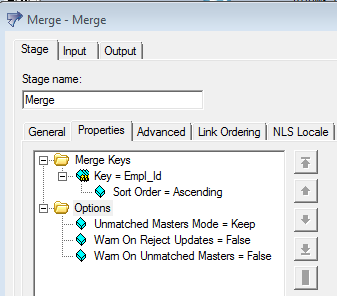 Merge - Merge
Stage Input Output
Stage name:
Merge
General Properties Advanced Link Ordering NLS Locale
Merge Keys
Key = Empl_Id
Sort Order = Ascending
Options
Unmatched Masters Mode = Keep
Warn On Reject Updates = False
Warn On Unmatched Masters = False